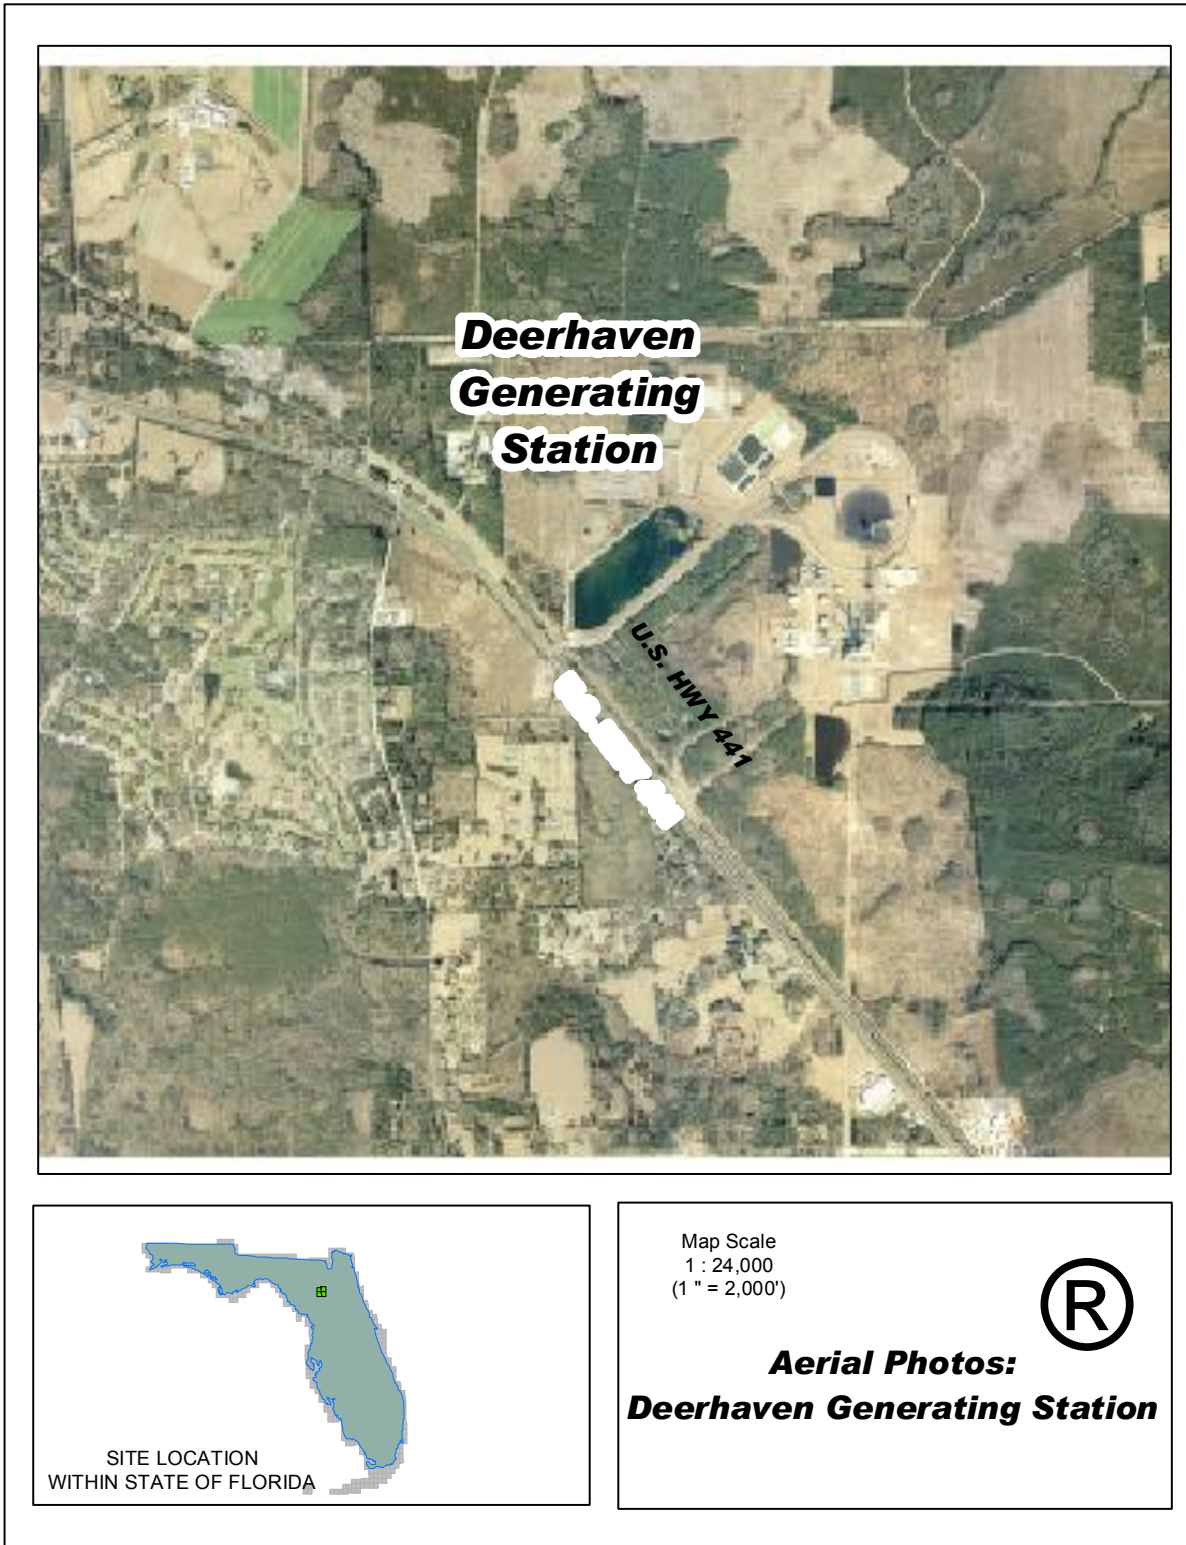 Deerhaven
Generating
Station
U.S. HWY 441
SITE LOCATION
WITHIN STATE OF FLORIDA
Map Scale
1 : 24,000
(1 " = 2,000')
®
Aerial Photos:
Deerhaven Generating Station